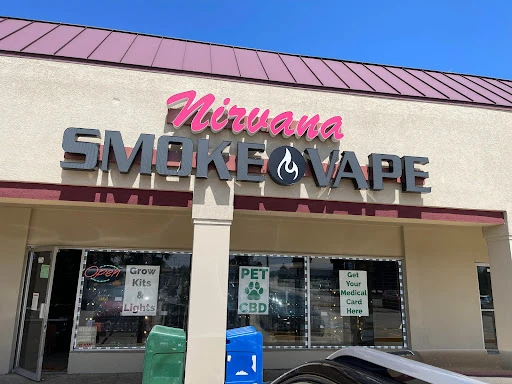 Nirvana
SMOKE VAPE
Open
Grow
Kits
&
Lights
PET
CBD
Get
Your
Medical
Card
Here